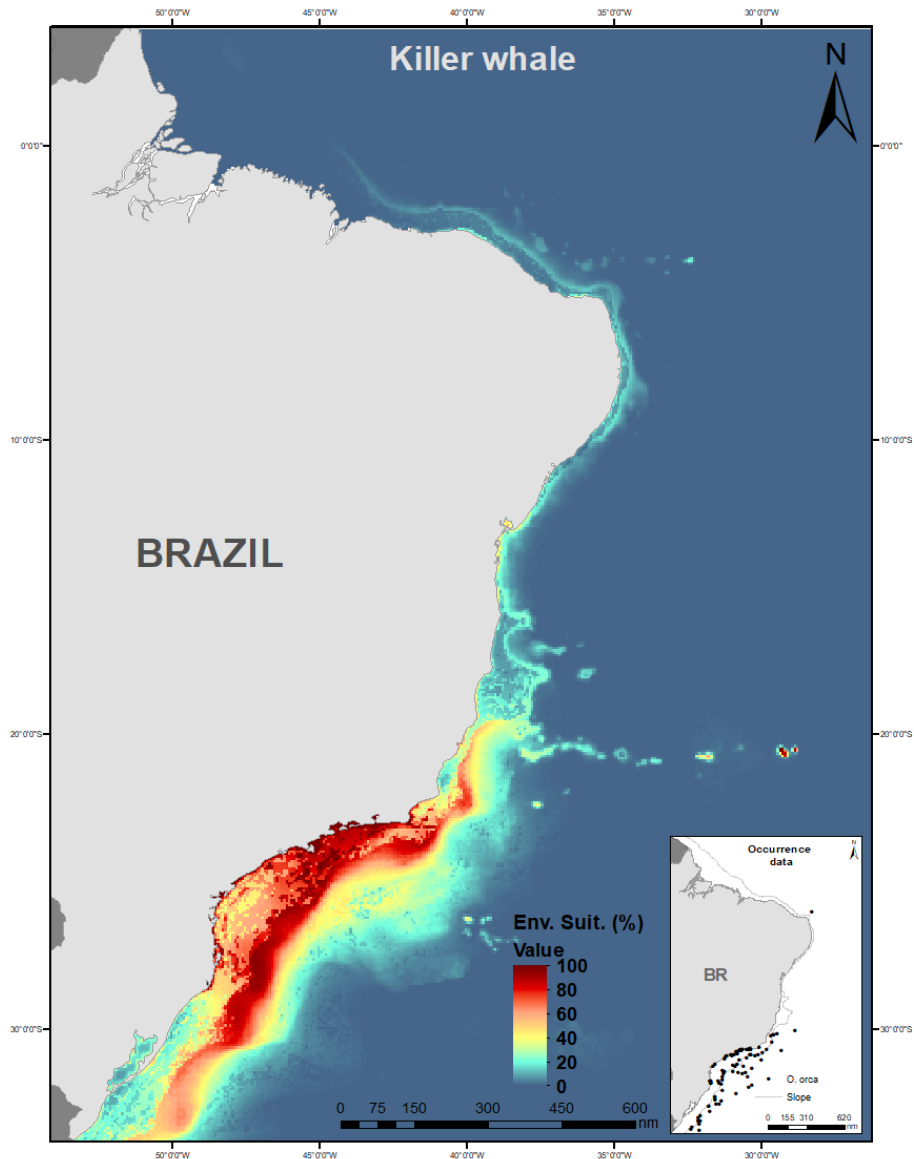 50°0'0"W 45°0'0"W 40°0'0"W 35°0'0"W 30°0'0"W
Killer whale
N
0°0'0" 0°0'0"
10°0'0"S 10°0'0"S
BRAZIL
20°0'0"S 20°0'0"S
Occurrence
data
Env. Suit. (%)
Value
100
80
60
40
20
0
BR
30°0'0"S 30°0'0"S
O. orca
Slope
0 75 150 300 450 600
nm
0 155 310 620
nm
50°0'0"W 45°0'0"W 40°0'0"W 35°0'0"W 30°0'0"W